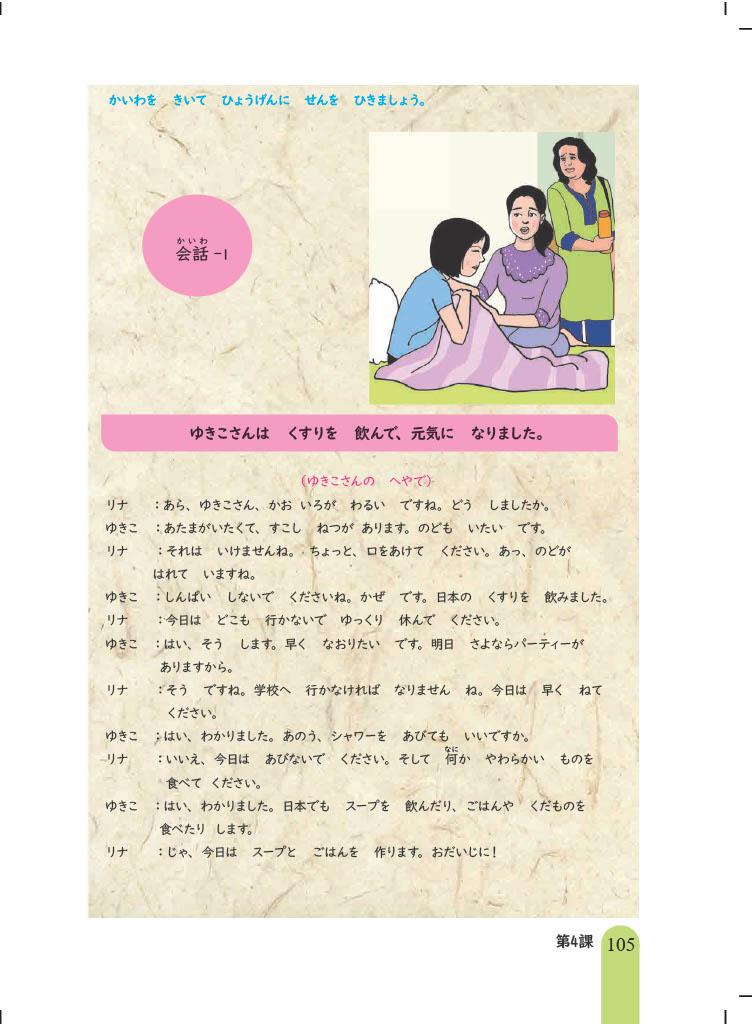 かいわを きいて ひょうげんに せんを ひきましょう。
かいわ
会話 -1
ゆきこさんは くすりを 飲んで、元気に なりました。
(ゆきこさんの へやで)
リナ :あら、ゆきこさん、かお いろが わるい ですね。どう しましたか。
ゆきこ :あたまがいたくて、すこし ねつが あります。のども いたい です。
リナ :それは いけませんね。 ちょっと、口をあけて ください。あっ、のどが
はれて いますね。
ゆきこ :しんぱい しないで くださいね。かぜ です。日本の くすりを 飲みました。
リナ :今日は どこも 行かないで ゆっくり 休んで ください。
ゆきこ :はい、そう します。早く なおりたい です。明日 さよならパーティーが
ありますから。
リナ :そう ですね。学校へ 行かなければ なりません ね。今日は 早く ねて
ください。
ゆきこ :はい、わかりました。あのう、シャワーを あびても いいですか。
リナ :いいえ、今日は あびないで ください。そして 何か やわらかい ものを
なに
食べて ください。
ゆきこ :はい、わかりました。日本でも スープを 飲んだり、ごはんや くだものを
食べたり します。
リナ :じゃ、今日は スープと ごはんを 作ります。おだいじに!
第4課 105